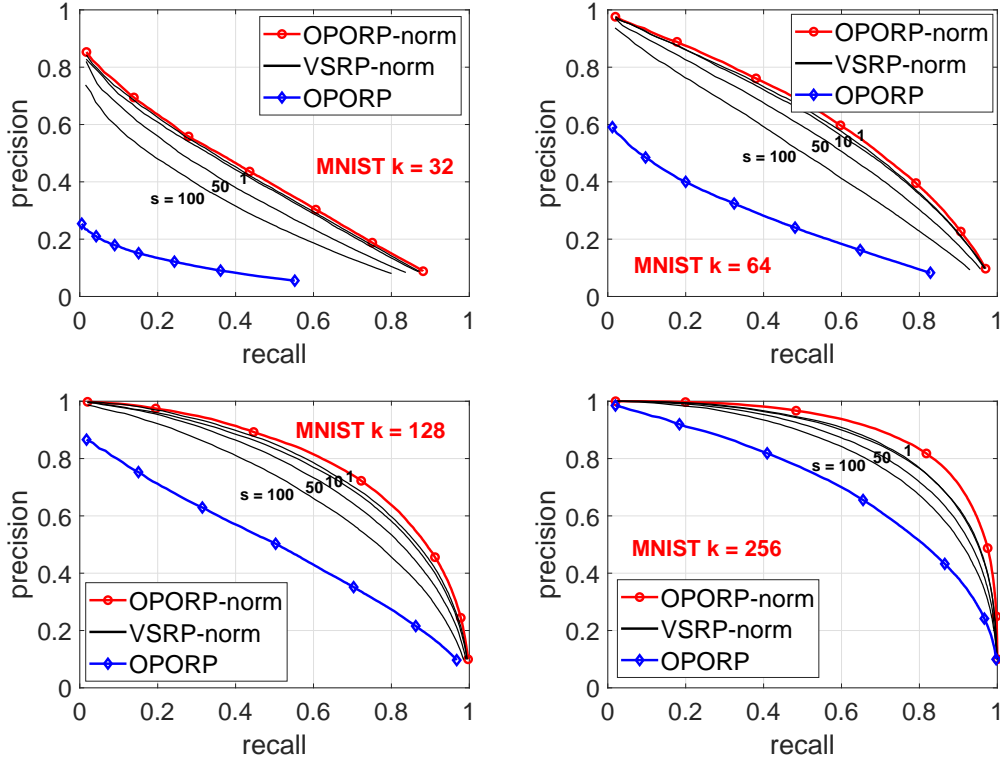 1
0.8
0.6
0.4
0.2
0
precision
OPORP-norm
VSRP-norm
OPORP
MNIST k = 32
s = 100
50
1
0 0.2 0.4 0.6 0.8 1
recall
1
0.8
0.6
0.4
0.2
0
precision
OPORP-norm
VSRP-norm
OPORP
s = 100
50
10
1
MNIST k = 64
0 0.2 0.4 0.6 0.8 1
recall
1
0.8
0.6
0.4
0.2
0
precision
MNIST k = 128
s = 100
50
10
1
OPORP-norm
VSRP-norm
OPORP
0 0.2 0.4 0.6 0.8 1
recall
1
0.8
0.6
0.4
0.2
0
precision
s = 100
50
1
MNIST k = 256
OPORP-norm
VSRP-norm
OPORP
0 0.2 0.4 0.6 0.8 1
recall